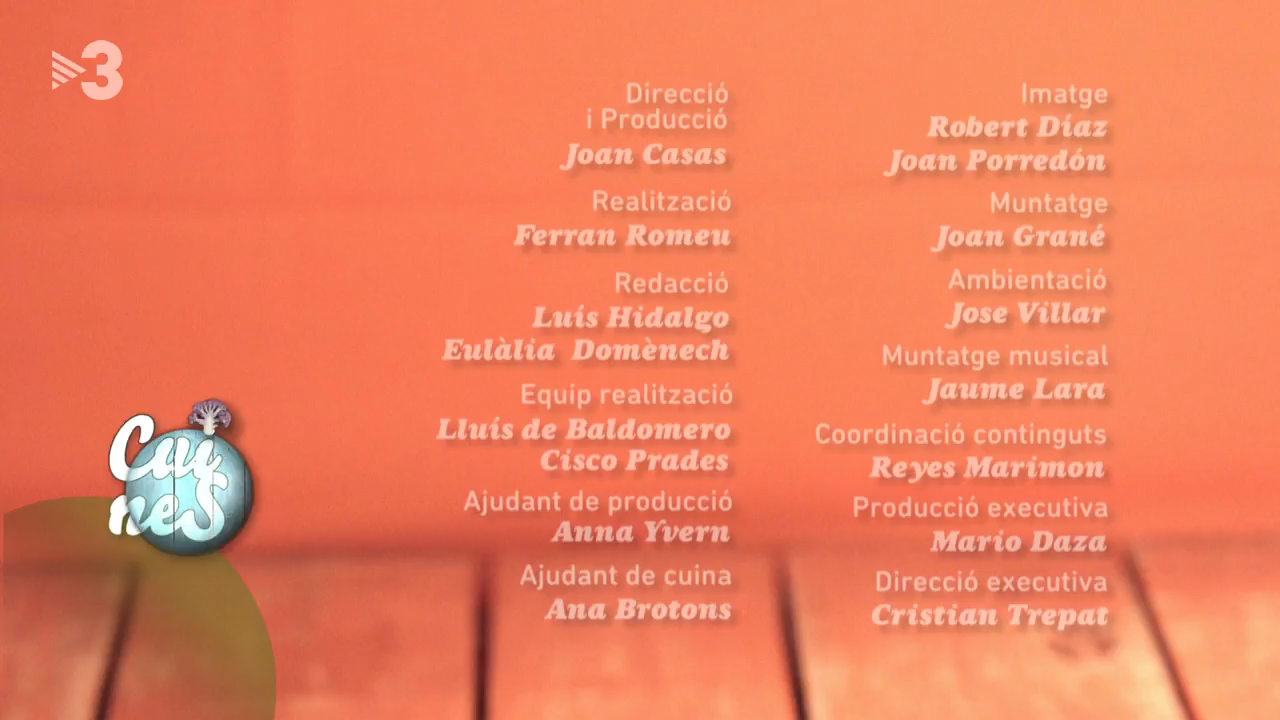 3
Direcció
i Producció
Joan Casas
Realització
Ferran Romeu
Redacció
Luís Hidalgo
Eulàlia Domènech
Equip realització
Lluís de Baldomero
Cisco Prades
Ajudant de producció
Anna Yvern
Ajudant de cuina
Ana Brotons
Imatge
Robert Díaz
Joan Porredón
Muntatge
Joan Grané
Ambientació
Jose Villar
Muntatge musical
Jaume Lara
Coordinació continguts
Reyes Marimon
Producció executiva
Mario Daza
Direcció executiva
Cristian Trepat
Cui
nes